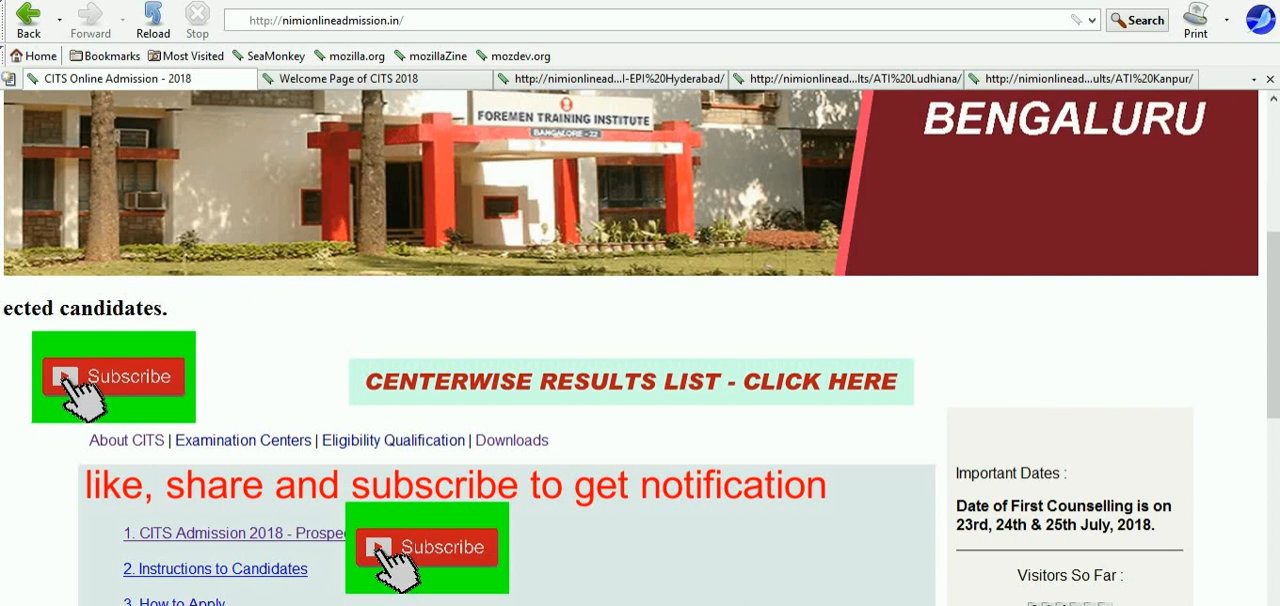 Back
Forward
Reload
Stop
http://nimionlineadmission.in/
Search
Print
Home
Bookmarks
Most Visited
SeaMonkey
mozilla.org
mozillaZine
mozdev.org
CITS Online Admission - 2018
Welcome Page of CITS 2018
http://nimionlinead...I-EPI%20Hyderabad/
http://nimionlinead...lts/ATI%20Ludhiana/
http://nimionlinead...ults/ATI%20Kanpur/
FOREMEN TRAINING INSTITUTE
BANGALORE - 22
BENGALURU
ected candidates.
Subscribe
CENTERWISE RESULTS LIST - CLICK HERE
About CITS | Examination Centers | Eligibility Qualification | Downloads
like, share and subscribe to get notification
1. CITS Admission 2018 - Prospe
Subscribe
2. Instructions to Candidates
3. How to Apply
Important Dates :
Date of First Counselling is on
23rd, 24th & 25th July, 2018.
Visitors So Far :